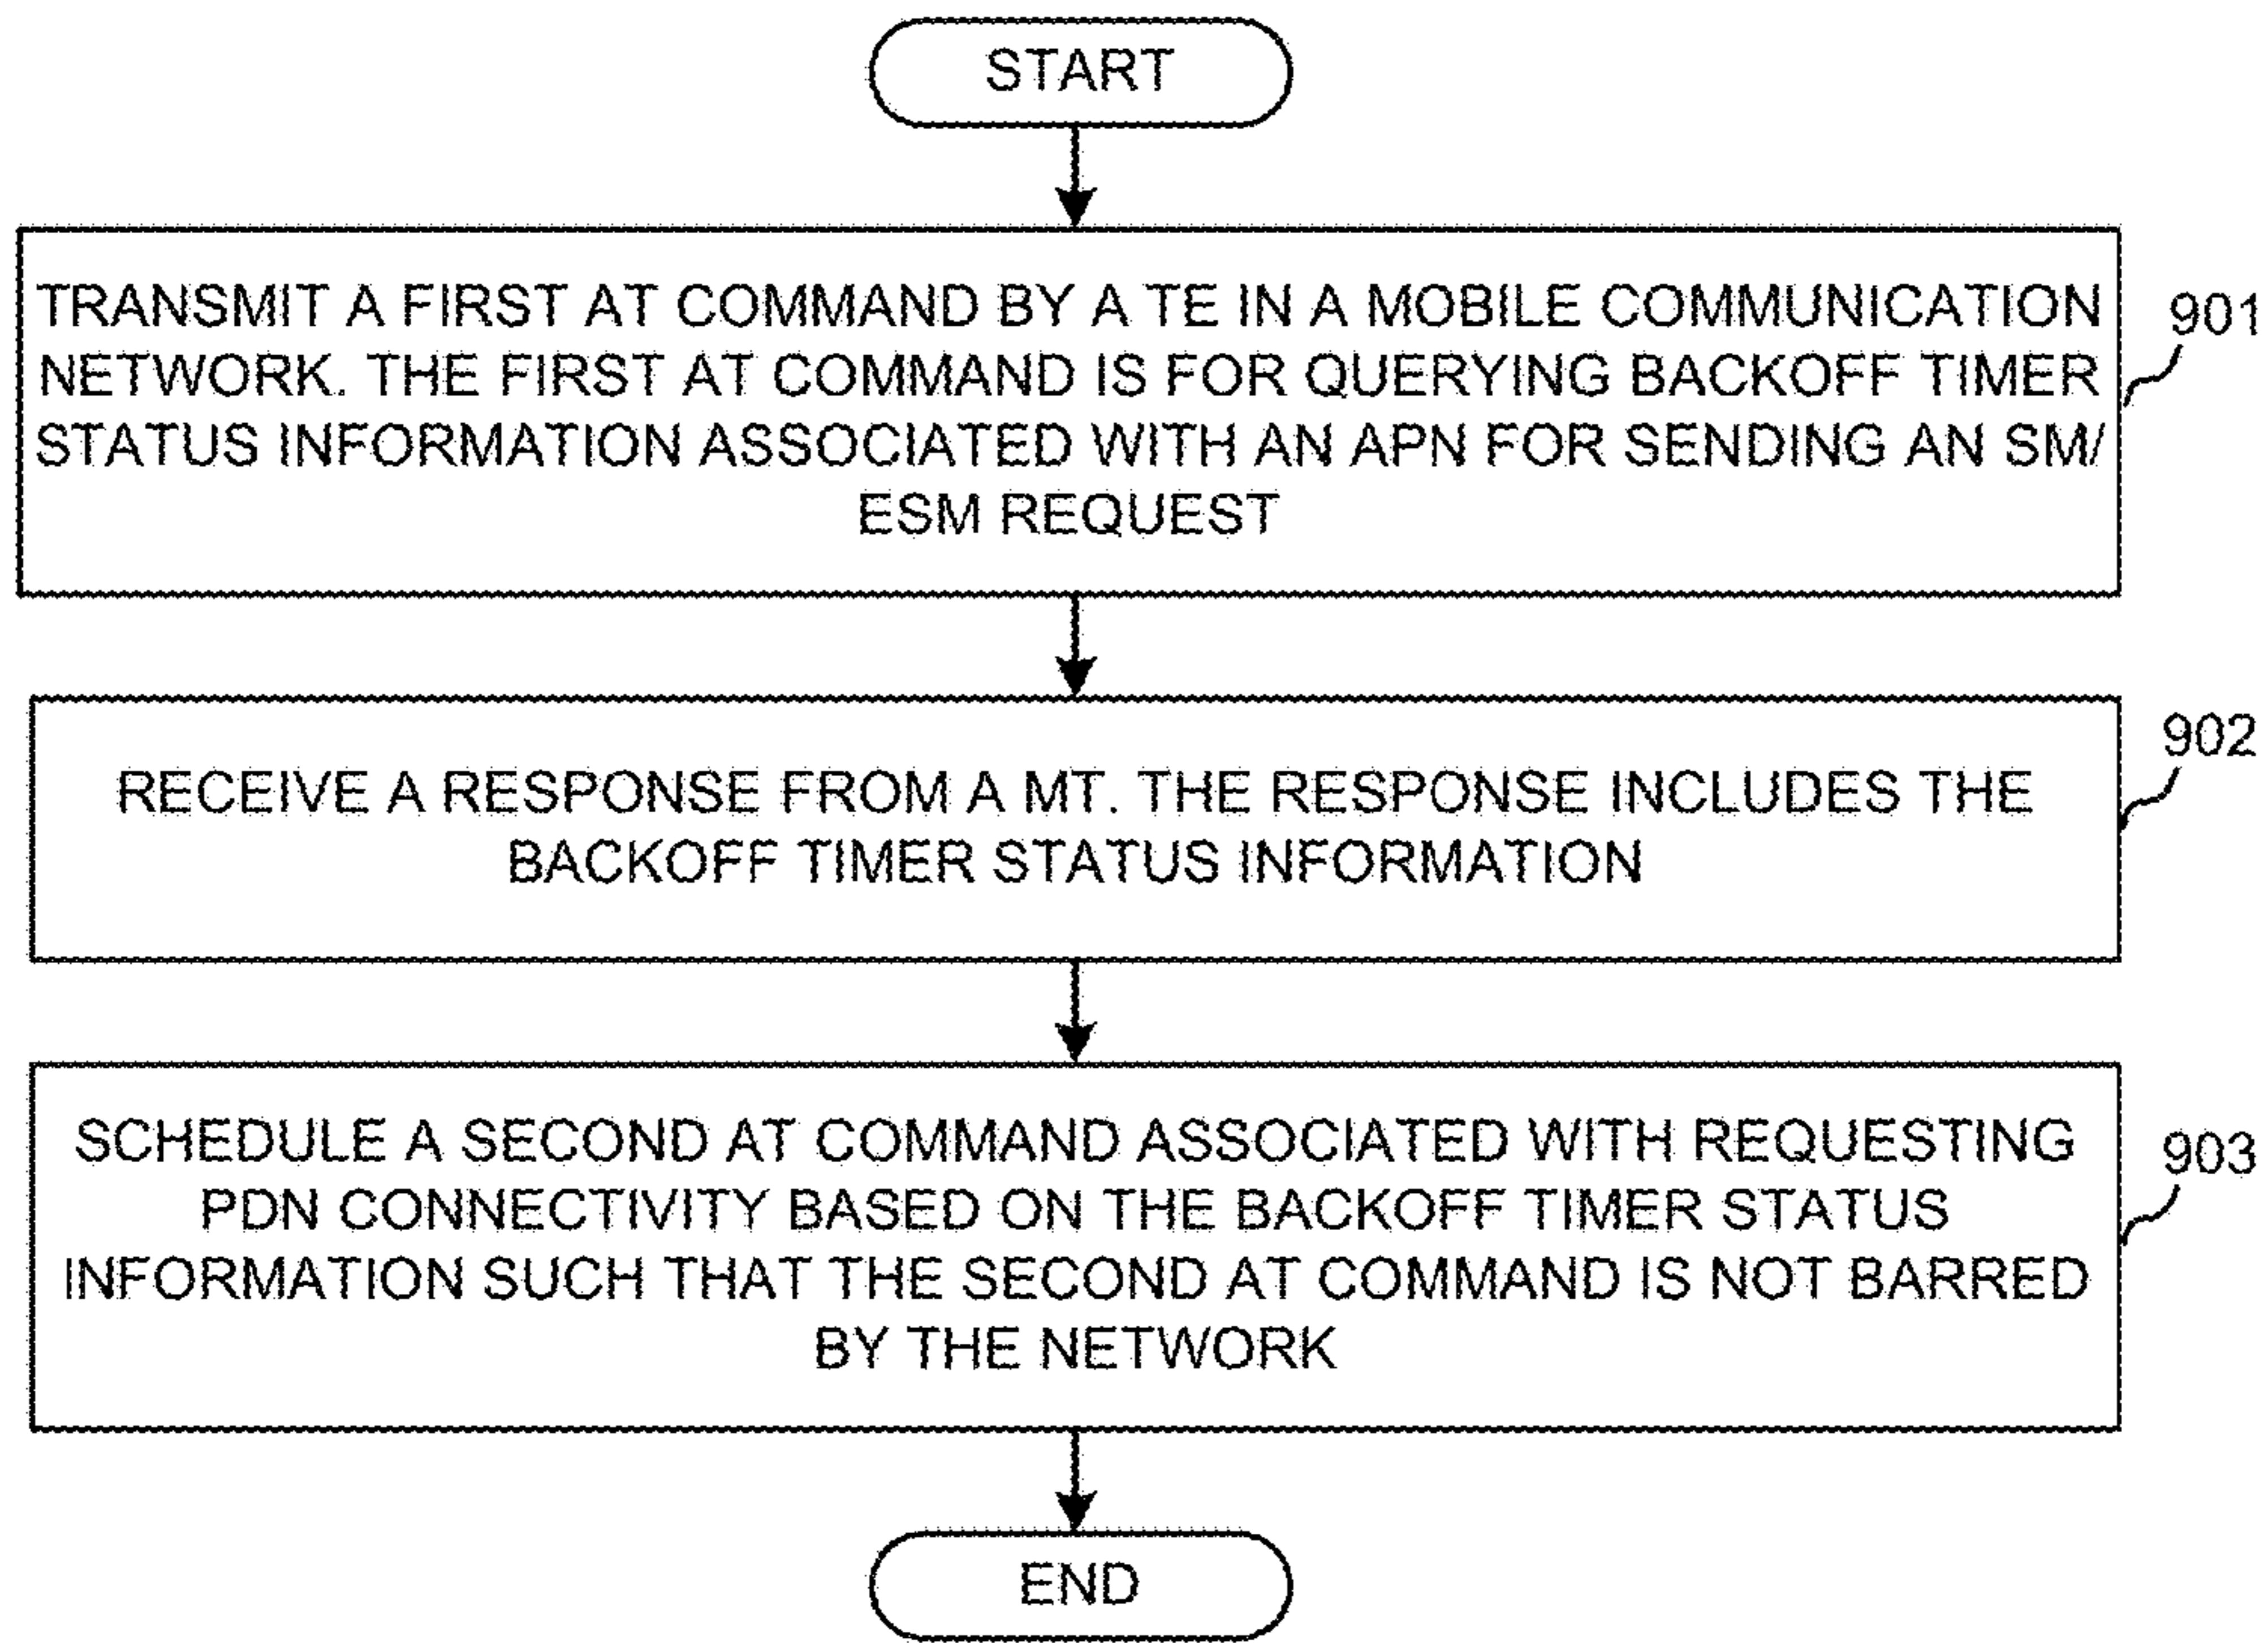 START
TRANSMIT A FIRST AT COMMAND BY A TE IN A MOBILE COMMUNICATION
NETWORK. THE FIRST AT COMMAND IS FOR QUERYING BACKOFF TIMER
STATUS INFORMATION ASSOCIATED WITH AN APN FOR SENDING AN SM/
ESM REQUEST
901
RECEIVE A RESPONSE FROM A MT. THE RESPONSE INCLUDES THE
BACKOFF TIMER STATUS INFORMATION
902
SCHEDULE A SECOND AT COMMAND ASSOCIATED WITH REQUESTING
PDN CONNECTIVITY BASED ON THE BACKOFF TIMER STATUS
INFORMATION SUCH THAT THE SECOND AT COMMAND IS NOT BARRED
BY THE NETWORK
903
END